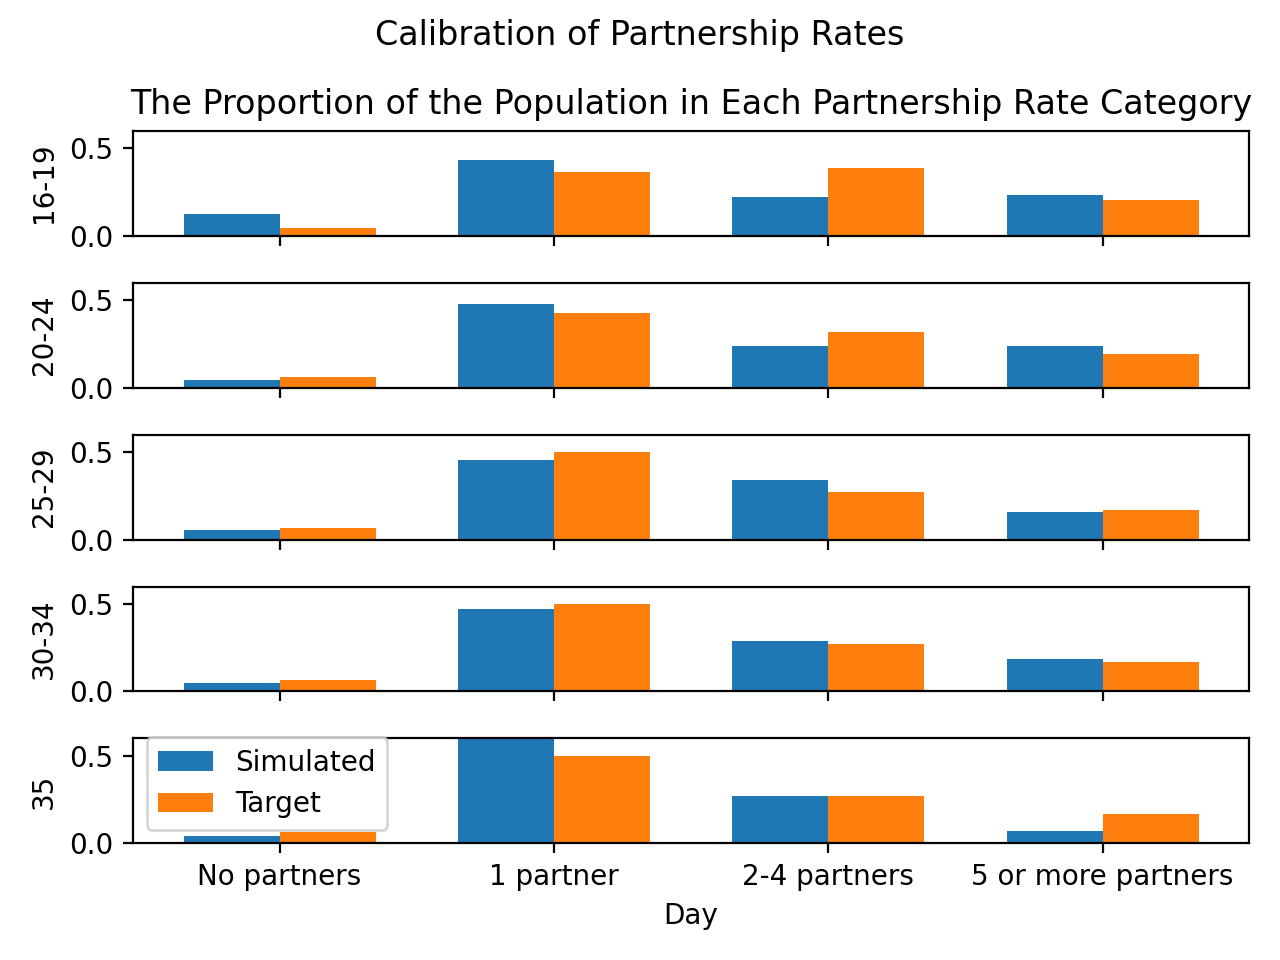 Calibration of Partnership Rates
The Proportion of the Population in Each Partnership Rate Category
16-19
0.5
0.0
20-24
0.5
0.0
25-29
0.5
0.0
30-34
0.5
0.0
35
0.5
0.0
Simulated
Target
No partners
1 partner
2-4 partners
5 or more partners
Day